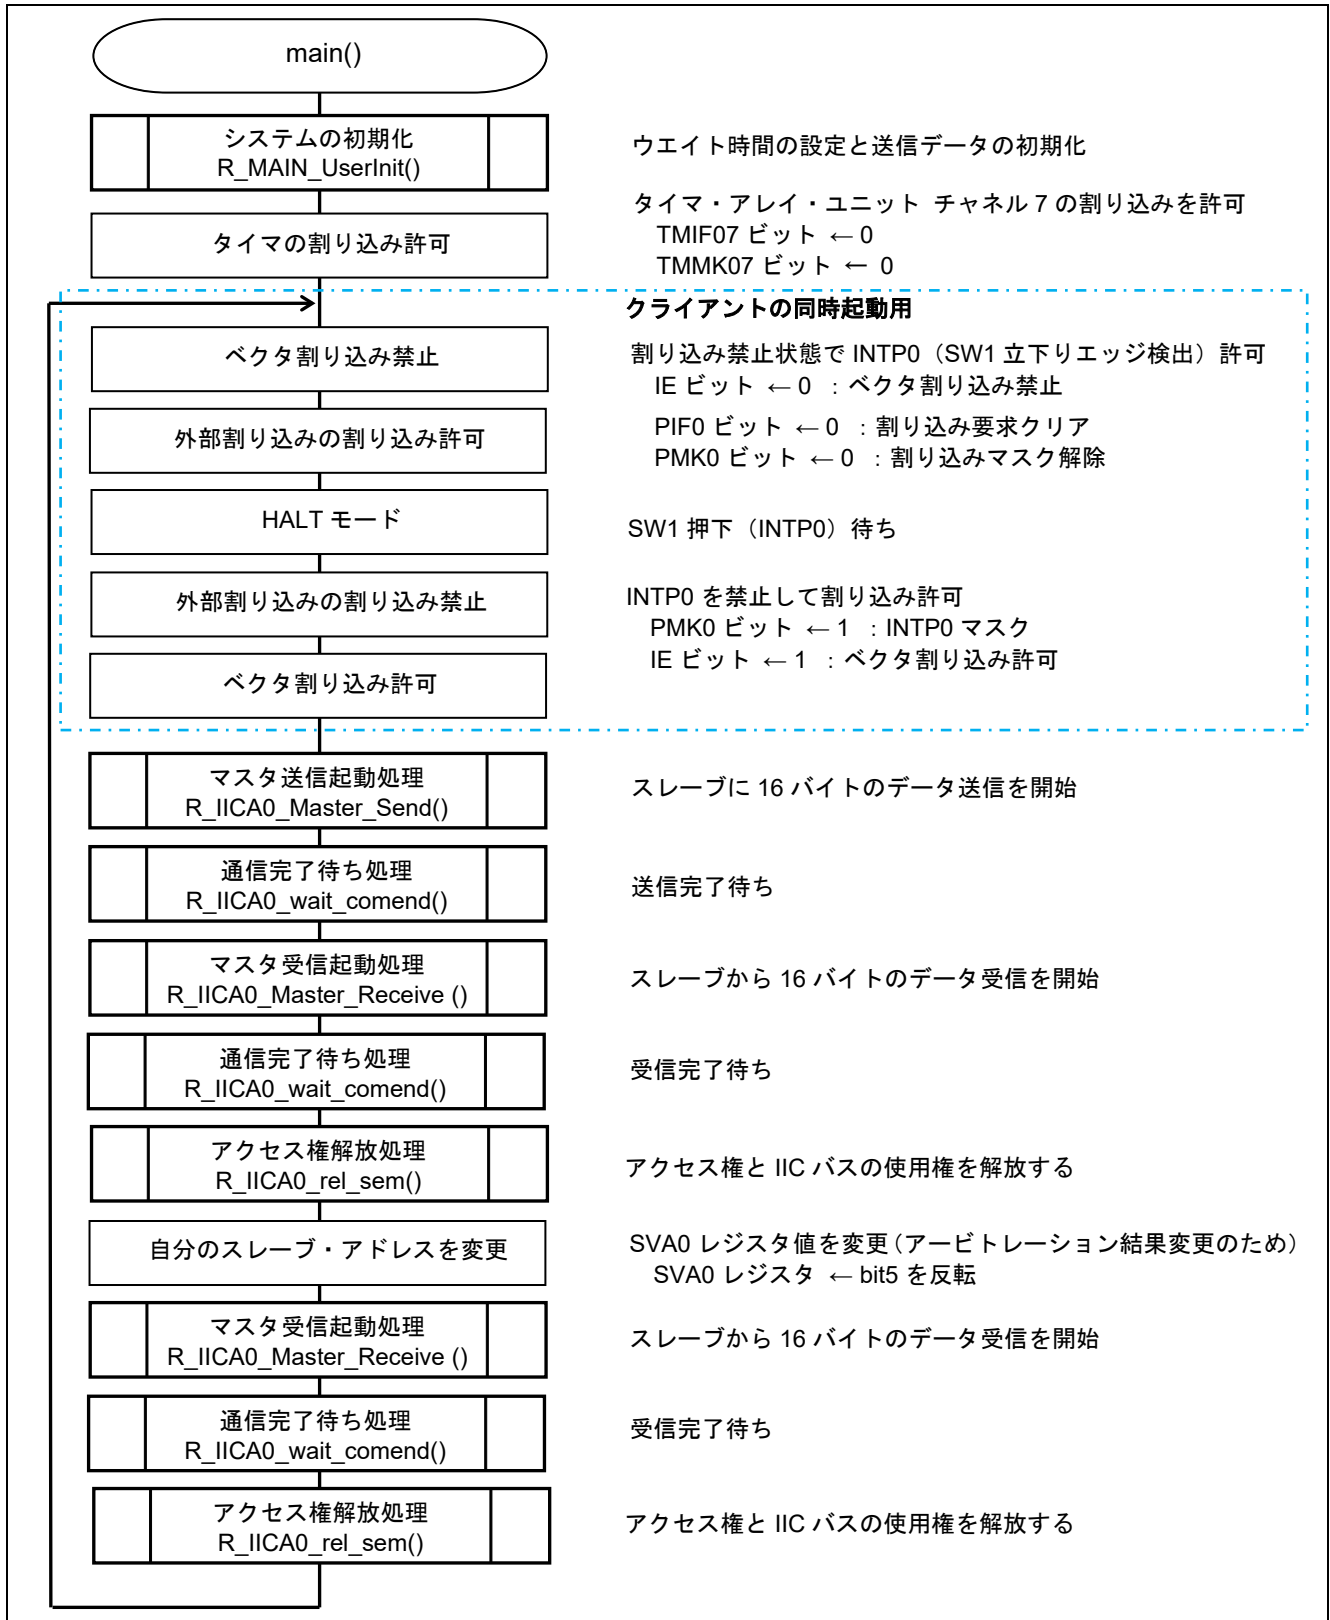 main()
システムの初期化
R_MAIN_UserInit()
ウエイト時間の設定と送信データの初期化
タイマの割り込み許可
タイマ・アレイ・ユニット チャネル 7 の割り込みを許可
TMIF07 ビット ← 0
TMMK07 ビット ← 0
クライアントの同時起動用
ベクタ割り込み禁止
割り込み禁止状態で INTP0（SW1 立下りエッジ検出）許可
IE ビット ← 0 ：ベクタ割り込み禁止
外部割り込みの割り込み許可
PIF0 ビット ← 0 ：割り込み要求クリア
PMK0 ビット ← 0 ：割り込みマスク解除
HALT モード
SW1 押下（INTP0）待ち
外部割り込みの割り込み禁止
INTP0 を禁止して割り込み許可
PMK0 ビット ← 1 ：INTP0 マスク
IE ビット ← 1 ：ベクタ割り込み許可
ベクタ割り込み許可
マスタ送信起動処理
R_IICA0_Master_Send()
スレーブに 16 バイトのデータ送信を開始
通信完了待ち処理
R_IICA0_wait_comend()
送信完了待ち
マスタ受信起動処理
R_IICA0_Master_Receive ()
スレーブから 16 バイトのデータ受信を開始
通信完了待ち処理
R_IICA0_wait_comend()
受信完了待ち
アクセス権解放処理
R_IICA0_rel_sem()
アクセス権と IIC バスの使用権を解放する
自分のスレーブ・アドレスを変更
SVA0 レジスタ値を変更（アービトレーション結果変更のため）
SVA0 レジスタ ← bit5 を反転
マスタ受信起動処理
R_IICA0_Master_Receive ()
スレーブから 16 バイトのデータ受信を開始
通信完了待ち処理
R_IICA0_wait_comend()
受信完了待ち
アクセス権解放処理
R_IICA0_rel_sem()
アクセス権と IIC バスの使用権を解放する